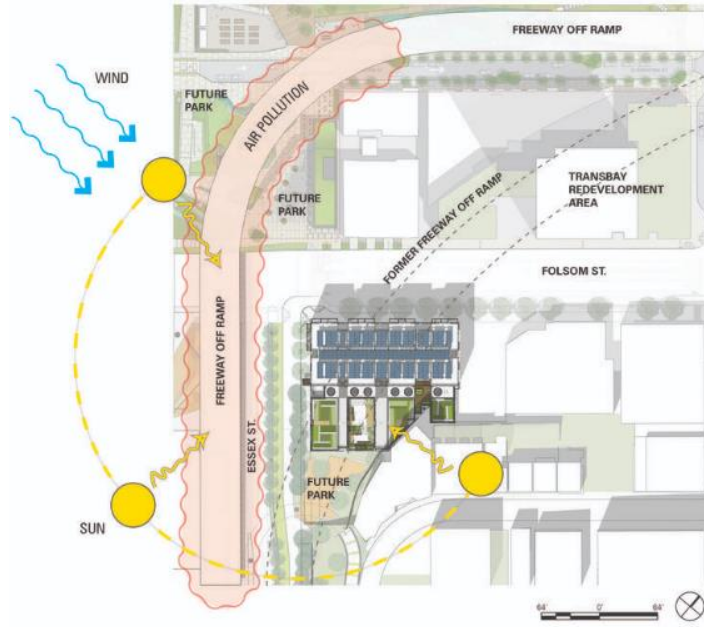 FREEWAY OFF RAMP
WIND
FUTURE
PARK
AIR POLLUTION
FUTURE
PARK
TRANSBAY
REDEVELOPMENT
AREA
FORMER FREEWAY OFF RAMP
FOLSOM ST.
FREEWAY OFF RAMP
ESSEX ST.
FUTURE
PARK
SUN
64' 0' 64'